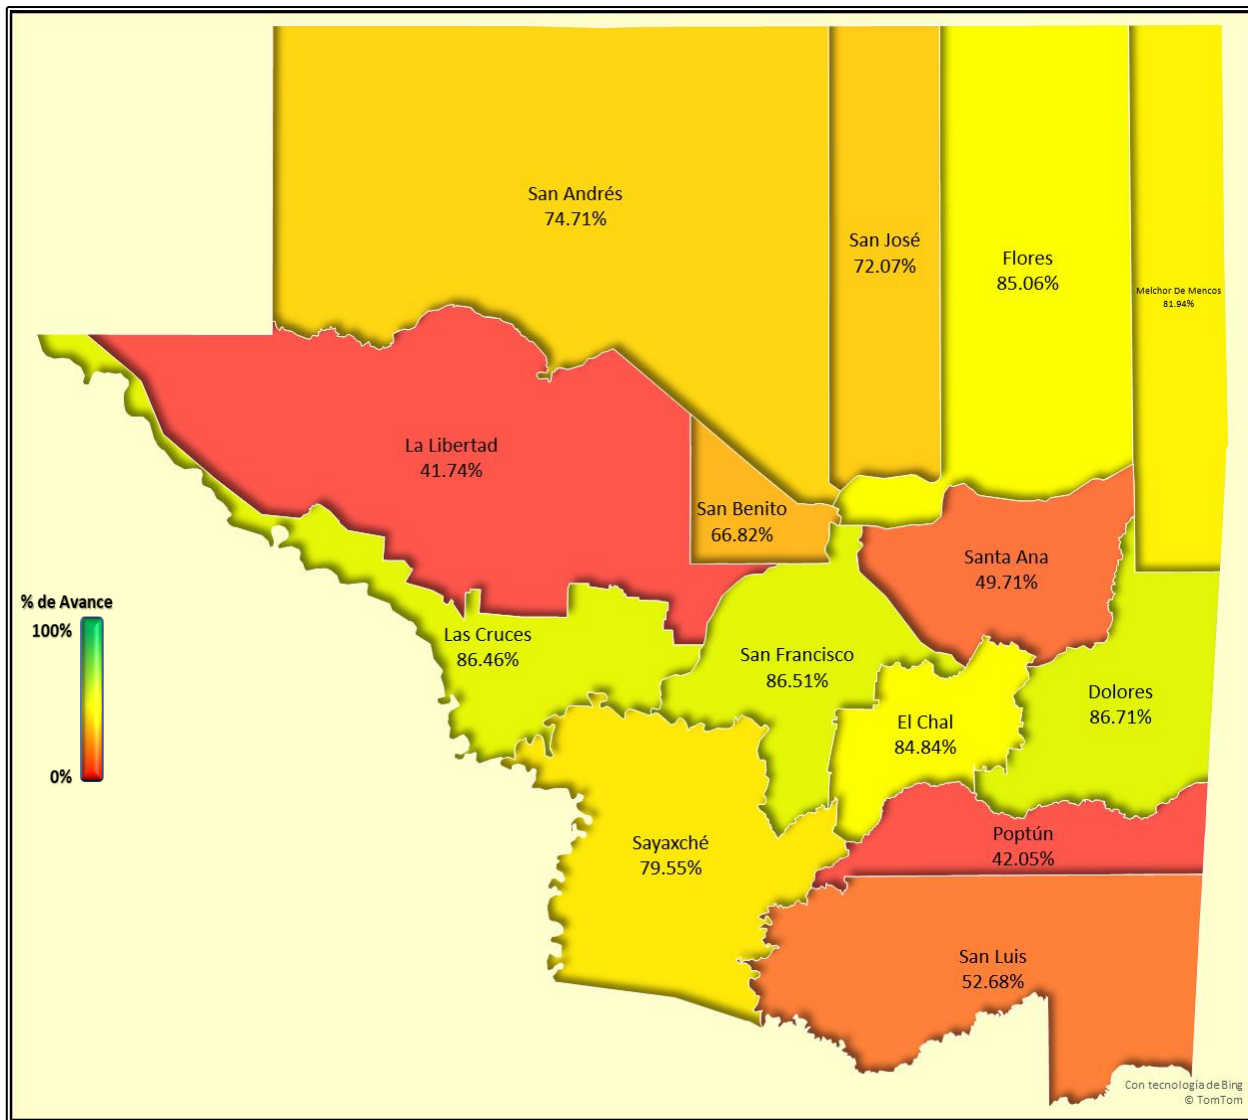 San Andrés
74.71%
San José
72.07%
Flores
85.06%
Melchor De Mencos
81.94%
La Libertad
41.74%
San Benito
66.82%
Santa Ana
49.71%
% de Avance
100%
0%
Las Cruces
86.46%
San Francisco
86.51%
Dolores
86.71%
El Chal
84.84%
Sayaxché
79.55%
Poptún
42.05%
San Luis
52.68%
Con tecnología de Bing
© TomTom